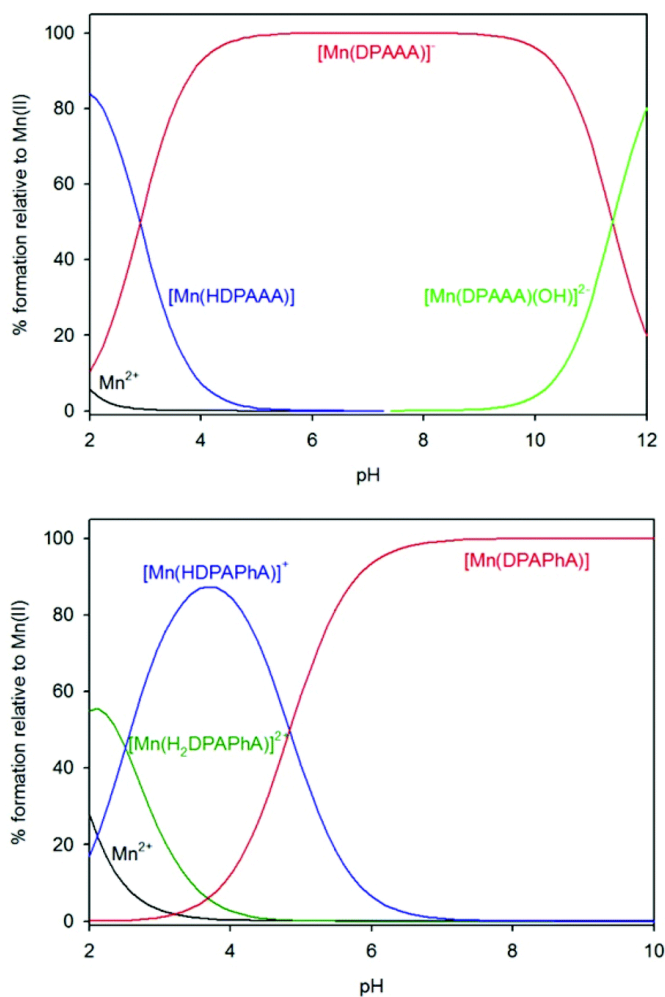 % formation relative to Mn(II)
100
80
60
40
20
0
[Mn(DPAAA)]⁻
[Mn(HDPAAA)]
[Mn(DPAAA)(OH)]²⁻
Mn²⁺
2 4 6 8 10 12
pH
% formation relative to Mn(II)
100
80
60
40
20
0
[Mn(HDPAPhA)]⁺
[Mn(DPAPhA)]
[Mn(H₂DPAPhA)]²⁺
Mn²⁺
2 4 6 8 10
pH